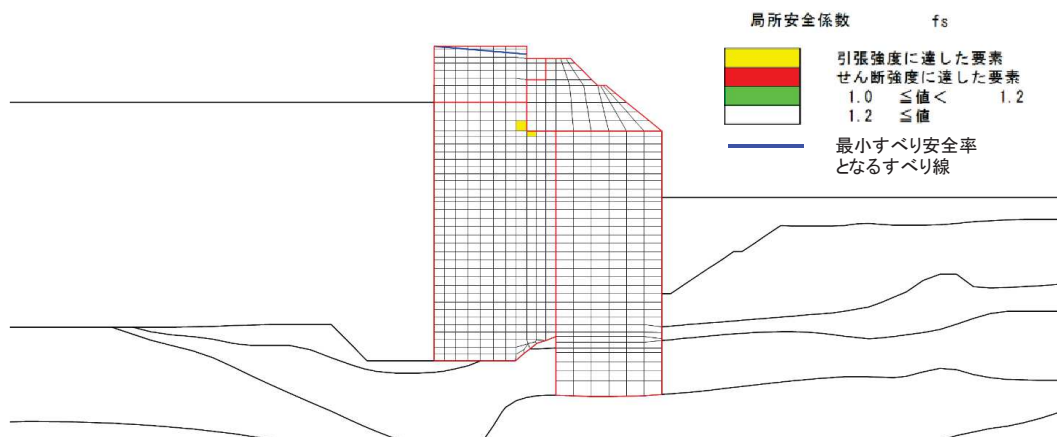 局所安全係数 fs
引張強度に達した要素
せん断強度に達した要素
1.0 ≦値< 1.2
1.2 ≦値
最小すべり安全率
となるすべり線